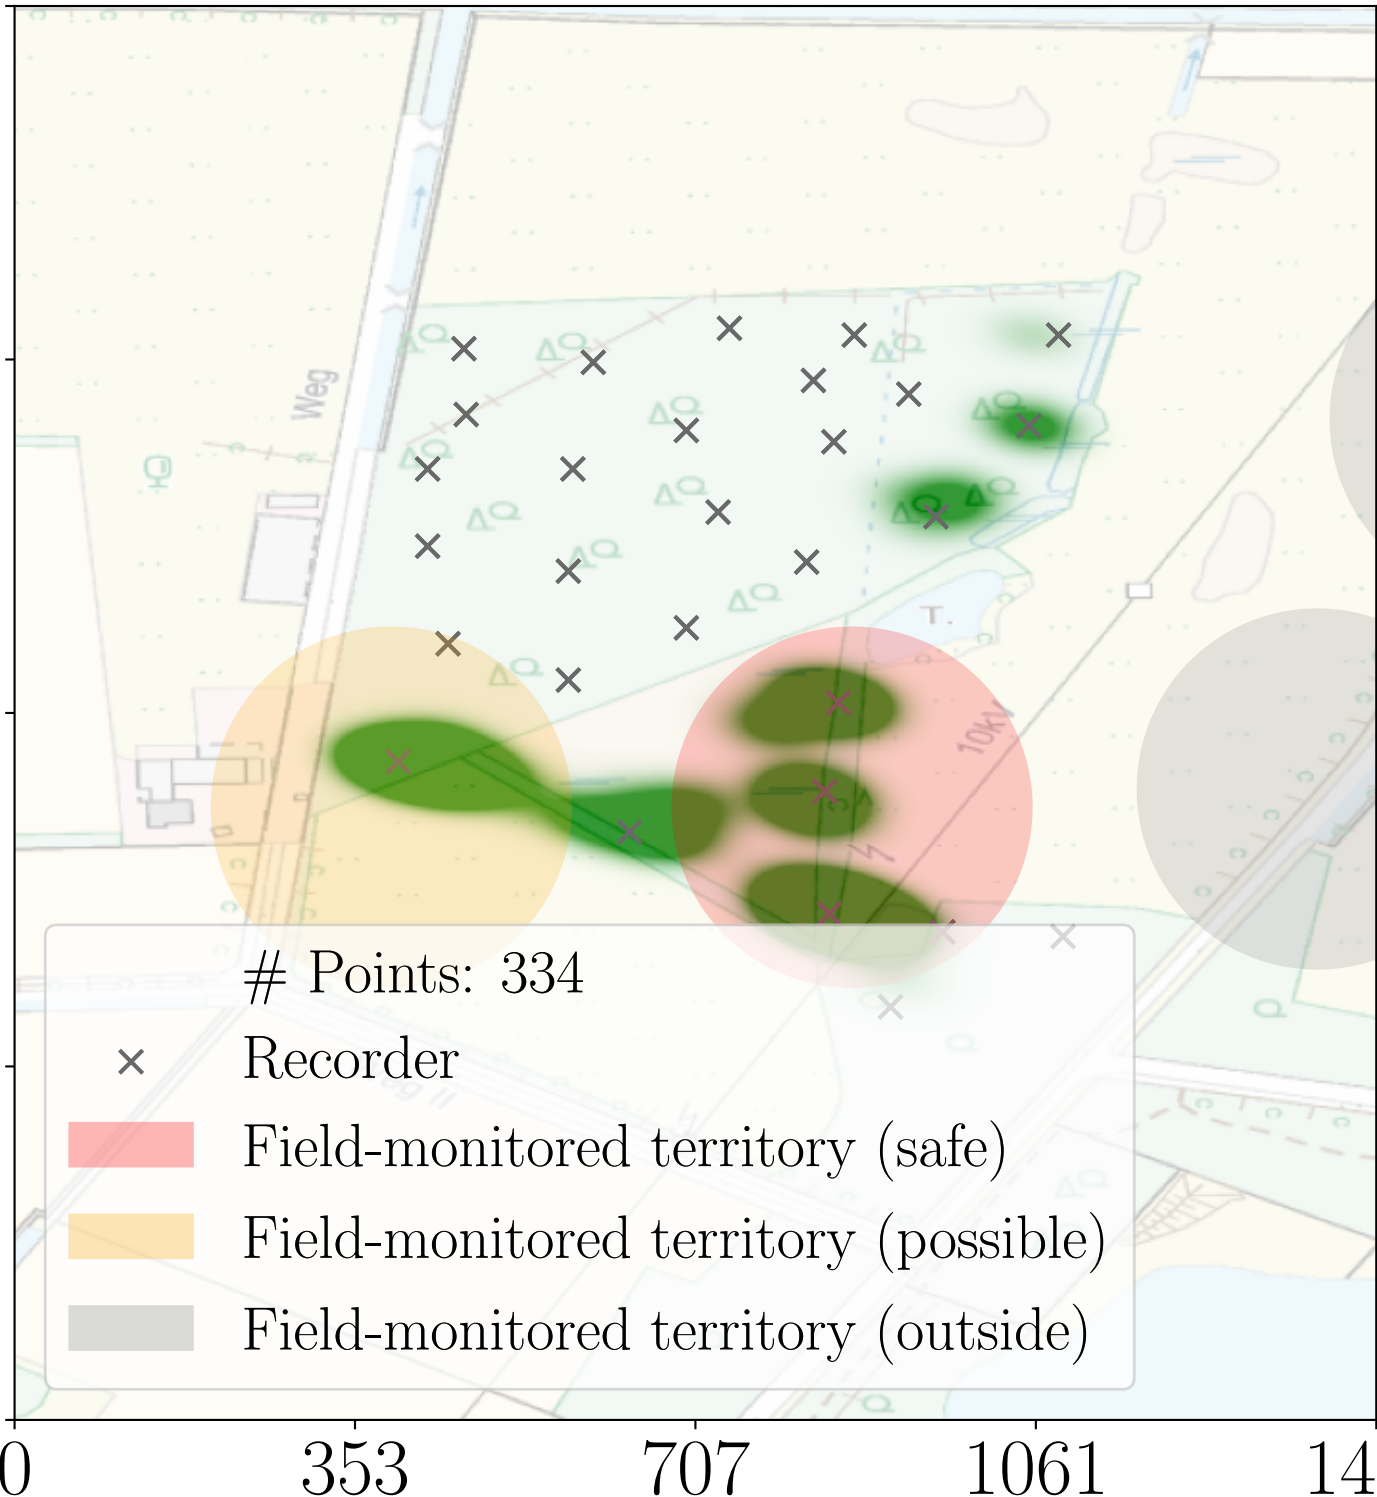 Weg
T.
10kV
# Points: 334
Recorder
Field-monitored territory (safe)
Field-monitored territory (possible)
Field-monitored territory (outside)
0 353 707 1061 14